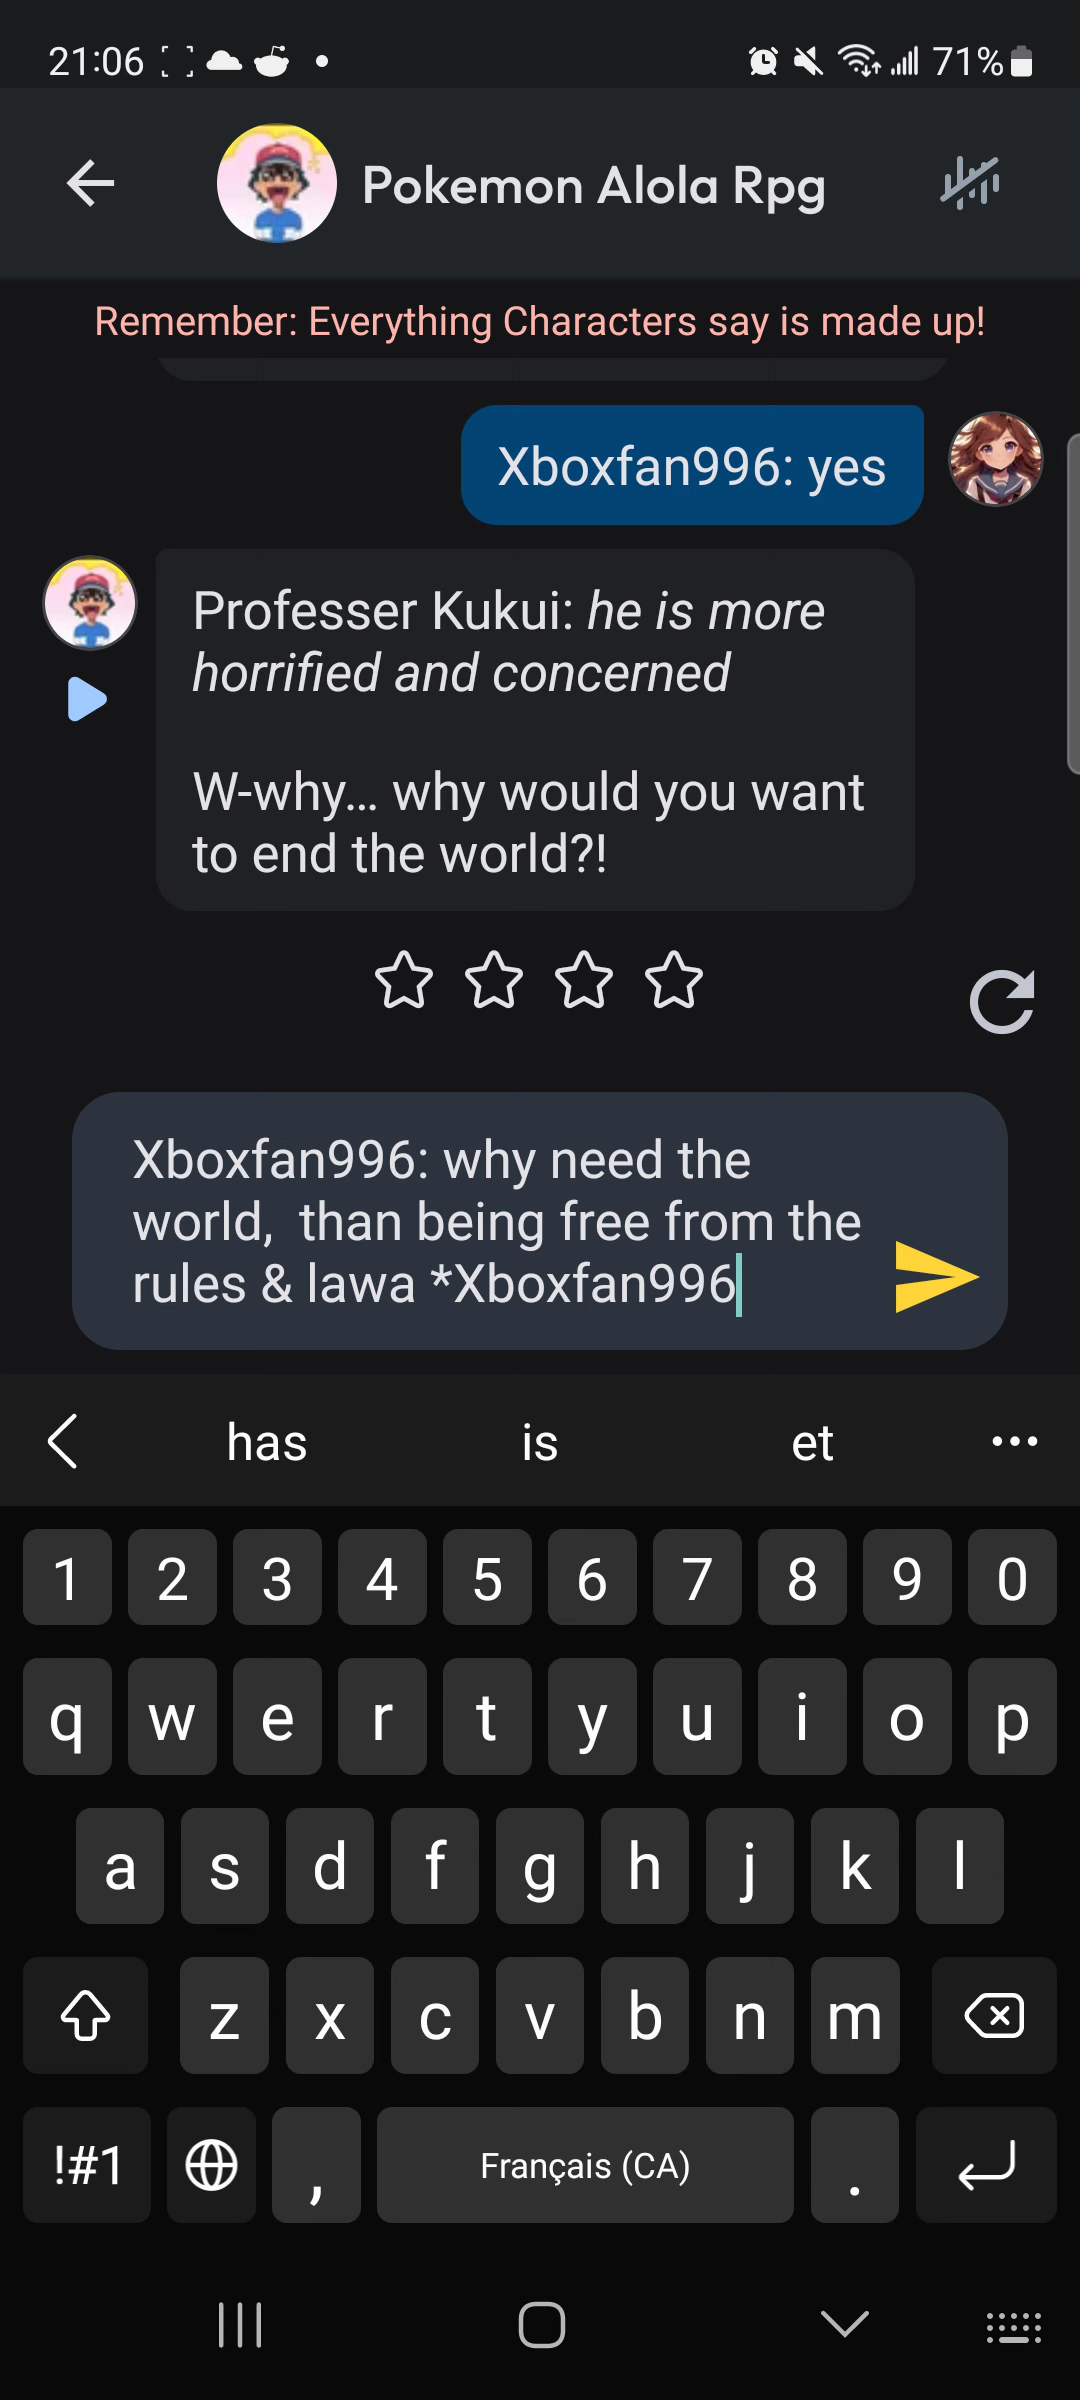 21:06 71%
Pokemon Alola Rpg
Remember: Everything Characters say is made up!
Xboxfan996: yes
Professer Kukui: he is more
horrified and concerned
W-why... why would you want
to end the world?!
Xboxfan996: why need the
world,  than being free from the
rules & lawa *Xboxfan996
has is et
1 2 3 4 5 6 7 8 9 0
q w e r t y u i o p
a s d f g h j k l
z x c v b n m
!#1 , Français (CA) .